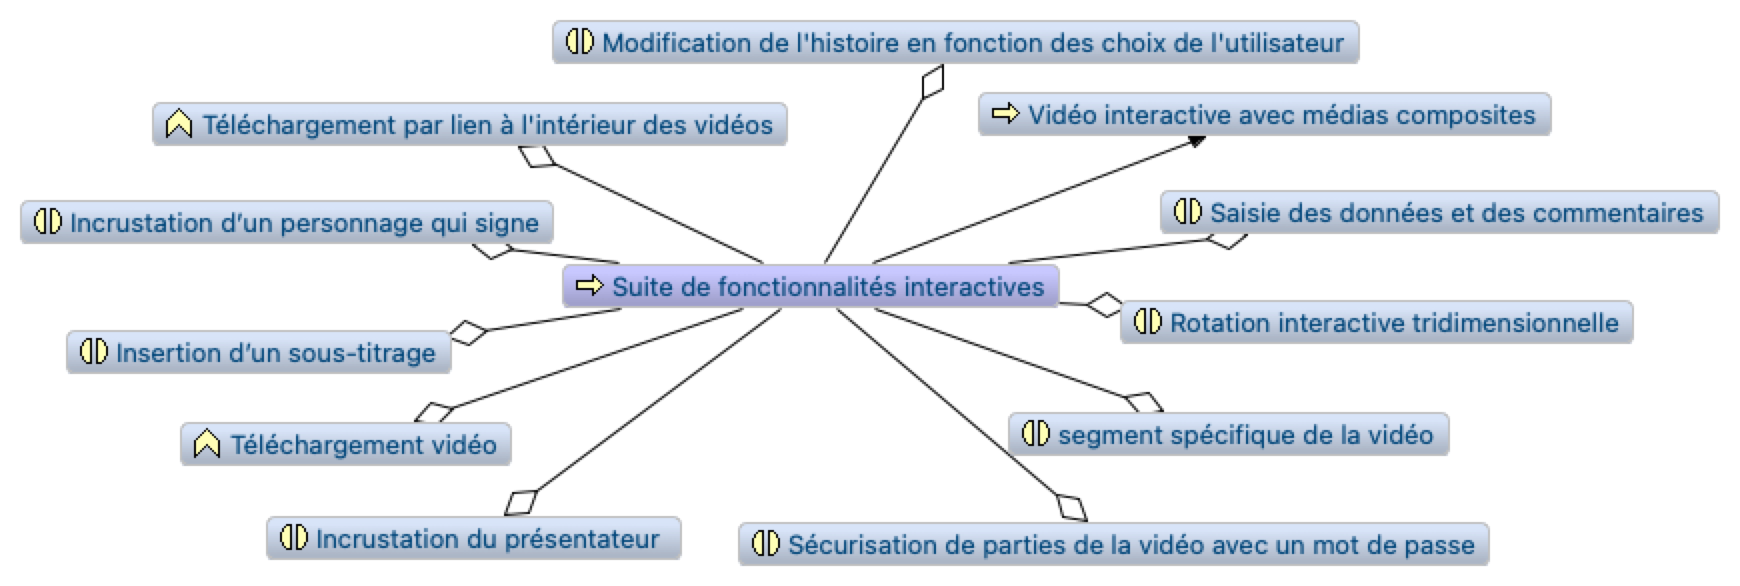 Modification de l'histoire en fonction des choix de l'utilisateur
Téléchargement par lien à l'intérieur des vidéos
Vidéo interactive avec médias composites
Incrustation d’un personnage qui signe
Saisie des données et des commentaires
Suite de fonctionnalités interactives
Rotation interactive tridimensionnelle
Insertion d’un sous-titrage
Téléchargement vidéo
segment spécifique de la vidéo
Incrustation du présentateur
Sécurisation de parties de la vidéo avec un mot de passe